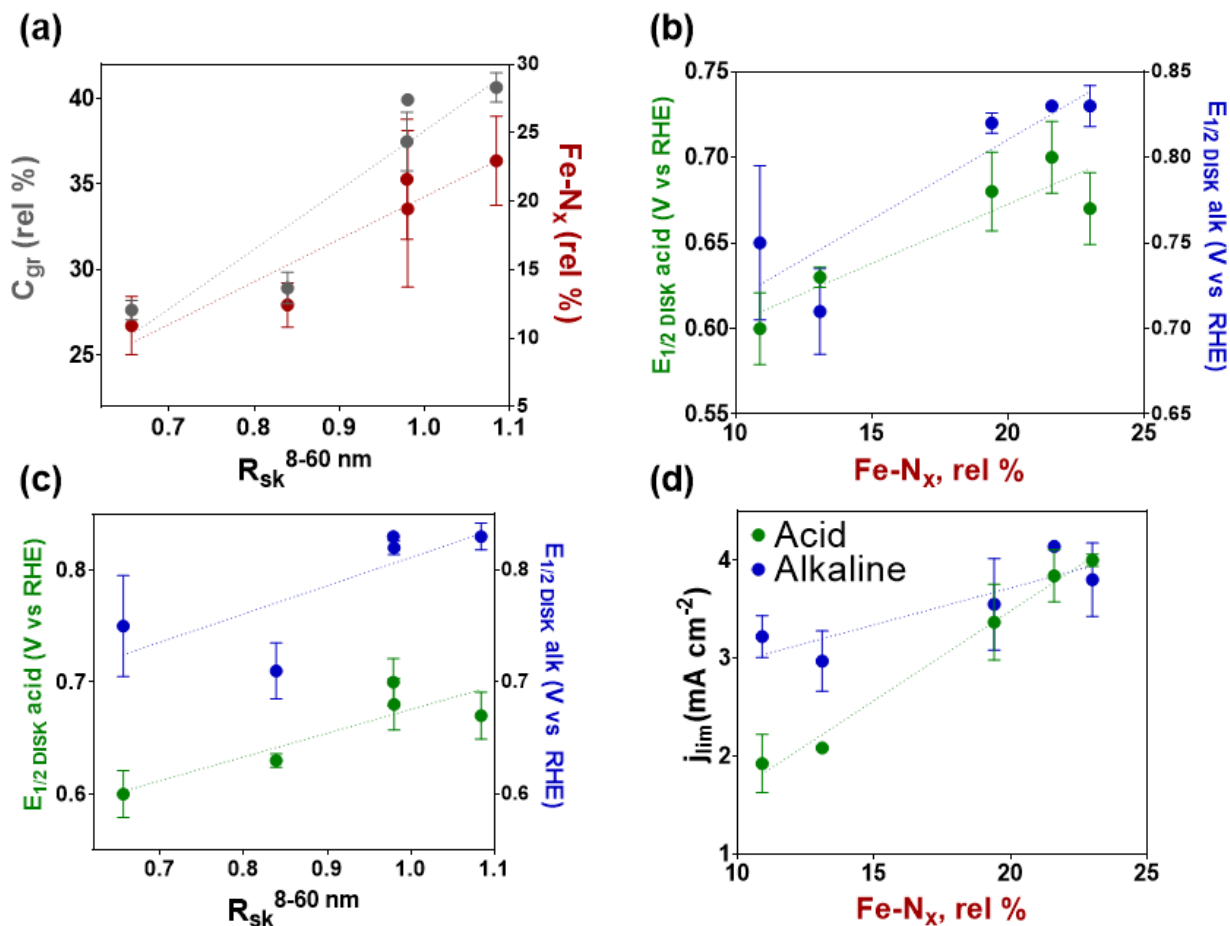 (a)
40
35
30
25
C_gr (rel %)
30
25
20
15
10
5
Fe-N_x (rel %)
0.7 0.8 0.9 1.0 1.1
R_sk^8-60 nm
(b)
0.75
0.70
0.65
0.60
0.55
E_1/2 DISK acid (V vs RHE)
0.85
0.80
0.75
0.70
0.65
E_1/2 DISK alk (V vs RHE)
10 15 20 25
Fe-N_x, rel %
(c)
0.8
0.7
0.6
E_1/2 DISK acid (V vs RHE)
0.8
0.7
0.6
E_1/2 DISK alk (V vs RHE)
0.7 0.8 0.9 1.0 1.1
R_sk^8-60 nm
(d)
Acid
Alkaline
4
3
2
1
j_lim(mA cm^-2)
10 15 20 25
Fe-N_x, rel %